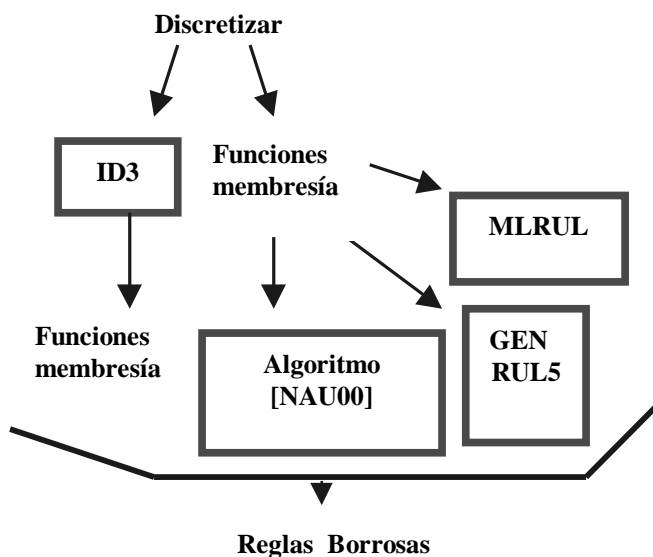 Discretizar
ID3
Funciones
membresía
MLRUL
Funciones
membresía
Algoritmo
[NAU00]
GEN
RUL5
Reglas Borrosas